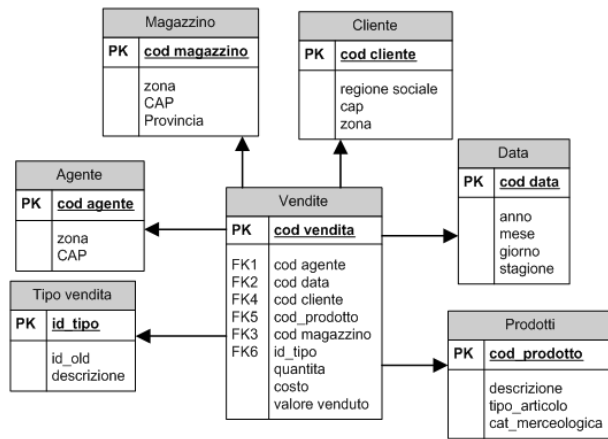 Magazzino
PK cod magazzino
zona
CAP
Provincia
Cliente
PK cod cliente
regione sociale
cap
zona
Data
PK cod data
anno
mese
giorno
stagione
Agente
PK cod agente
zona
CAP
Vendite
PK cod vendita
FK1 cod agente
FK2 cod data
FK4 cod cliente
FK5 cod_prodotto
FK3 cod magazzino
FK6 id_tipo
quantita
costo
valore venduto
Tipo vendita
PK id_tipo
id_old
descrizione
Prodotti
PK cod_prodotto
descrizione
tipo_articolo
cat_merceologica